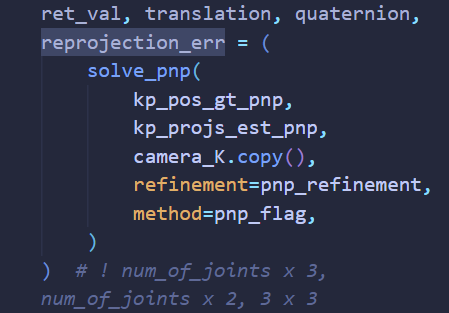 ret_val, translation, quaternion,
reprojection_err = (
solve_pnp(
kp_pos_gt_pnp,
kp_projs_est_pnp,
camera_K.copy(),
refinement=pnp_refinement,
method=pnp_flag,
)
)  # ! num_of_joints x 3,
num_of_joints x 2, 3 x 3